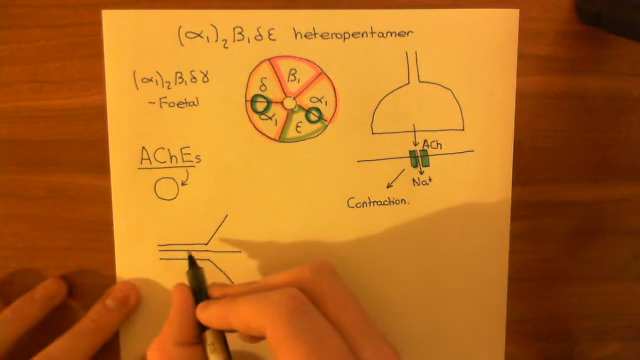 (α₁)₂ β₁ δ ε heteropentamer
(α₁)₂ β₁ δ γ
- Foetal
β₁
δ
α₁
α₁
ε
ACh
Na⁺
Contraction.
AChEs